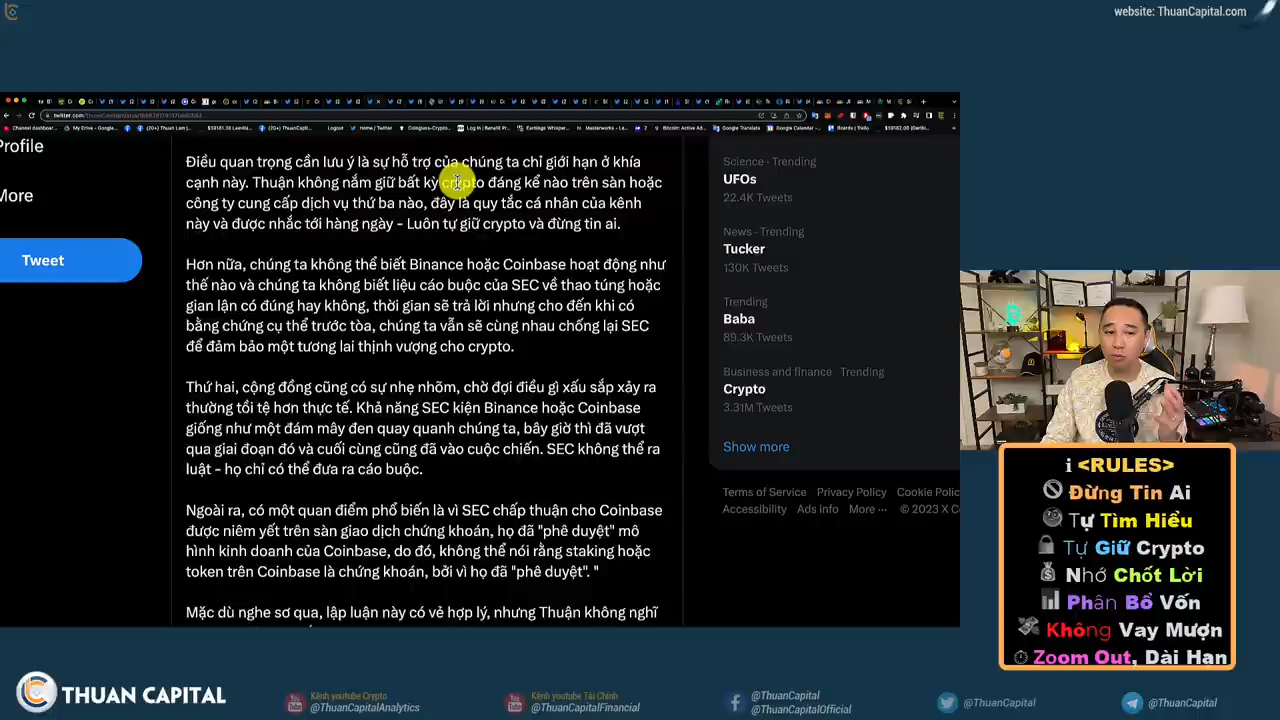 website: ThuanCapital.com
Profile
More
Tweet
Điều quan trọng cần lưu ý là sự hỗ trợ của chúng ta chỉ giới hạn ở khía
cạnh này. Thuận không nắm giữ bất kỳ crypto đáng kể nào trên sàn hoặc
công ty cung cấp dịch vụ thứ ba nào, đây là quy tắc cá nhân của kênh
này và được nhắc tới hàng ngày - Luôn tự giữ crypto và đừng tin ai.
Hơn nữa, chúng ta không thể biết Binance hoặc Coinbase hoạt động như
thế nào và chúng ta không biết liệu cáo buộc của SEC về thao túng hoặc
gian lận có đúng hay không, thời gian sẽ trả lời nhưng cho đến khi có
bằng chứng cụ thể trước tòa, chúng ta vẫn sẽ cùng nhau chống lại SEC
để đảm bảo một tương lai thịnh vượng cho crypto.
Thứ hai, cộng đồng cũng có sự nhẹ nhõm, chờ đợi điều gì xấu sắp xảy ra
thường tồi tệ hơn thực tế. Khả năng SEC kiện Binance hoặc Coinbase
giống như một đám mây đen quay quanh chúng ta, bây giờ thì đã vượt
qua giai đoạn đó và cuối cùng cũng đã vào cuộc chiến. SEC không thể ra
luật - họ chỉ có thể đưa ra cáo buộc.
Ngoài ra, có một quan điểm phổ biến là vì SEC chấp thuận cho Coinbase
được niêm yết trên sàn giao dịch chứng khoán, họ đã "phê duyệt" mô
hình kinh doanh của Coinbase, do đó, không thể nói rằng staking hoặc
token trên Coinbase là chứng khoán, bởi vì họ đã "phê duyệt". "
Mặc dù nghe sơ qua, lập luận này có vẻ hợp lý, nhưng Thuận không nghĩ
Science · Trending
UFOs
22.4K Tweets
News · Trending
Tucker
130K Tweets
Trending
Baba
89.3K Tweets
Business and finance · Trending
Crypto
3.31M Tweets
Show more
Terms of Service Privacy Policy Cookie Polic
Accessibility Ads info More ··· © 2023 X Co
i <RULES>
Đừng Tin Ai
Tự Tìm Hiểu
Tự Giữ Crypto
Nhớ Chốt Lời
Phân Bổ Vốn
Không Vay Mượn
Zoom Out, Dài Hạn
THUAN CAPITAL
Kênh youtube Crypto
@ThuanCapitalAnalytics
Kênh youtube Tài Chính
@ThuanCapitalFinancial
@ThuanCapital
@ThuanCapitalOfficial
@ThuanCapital
@ThuanCapital